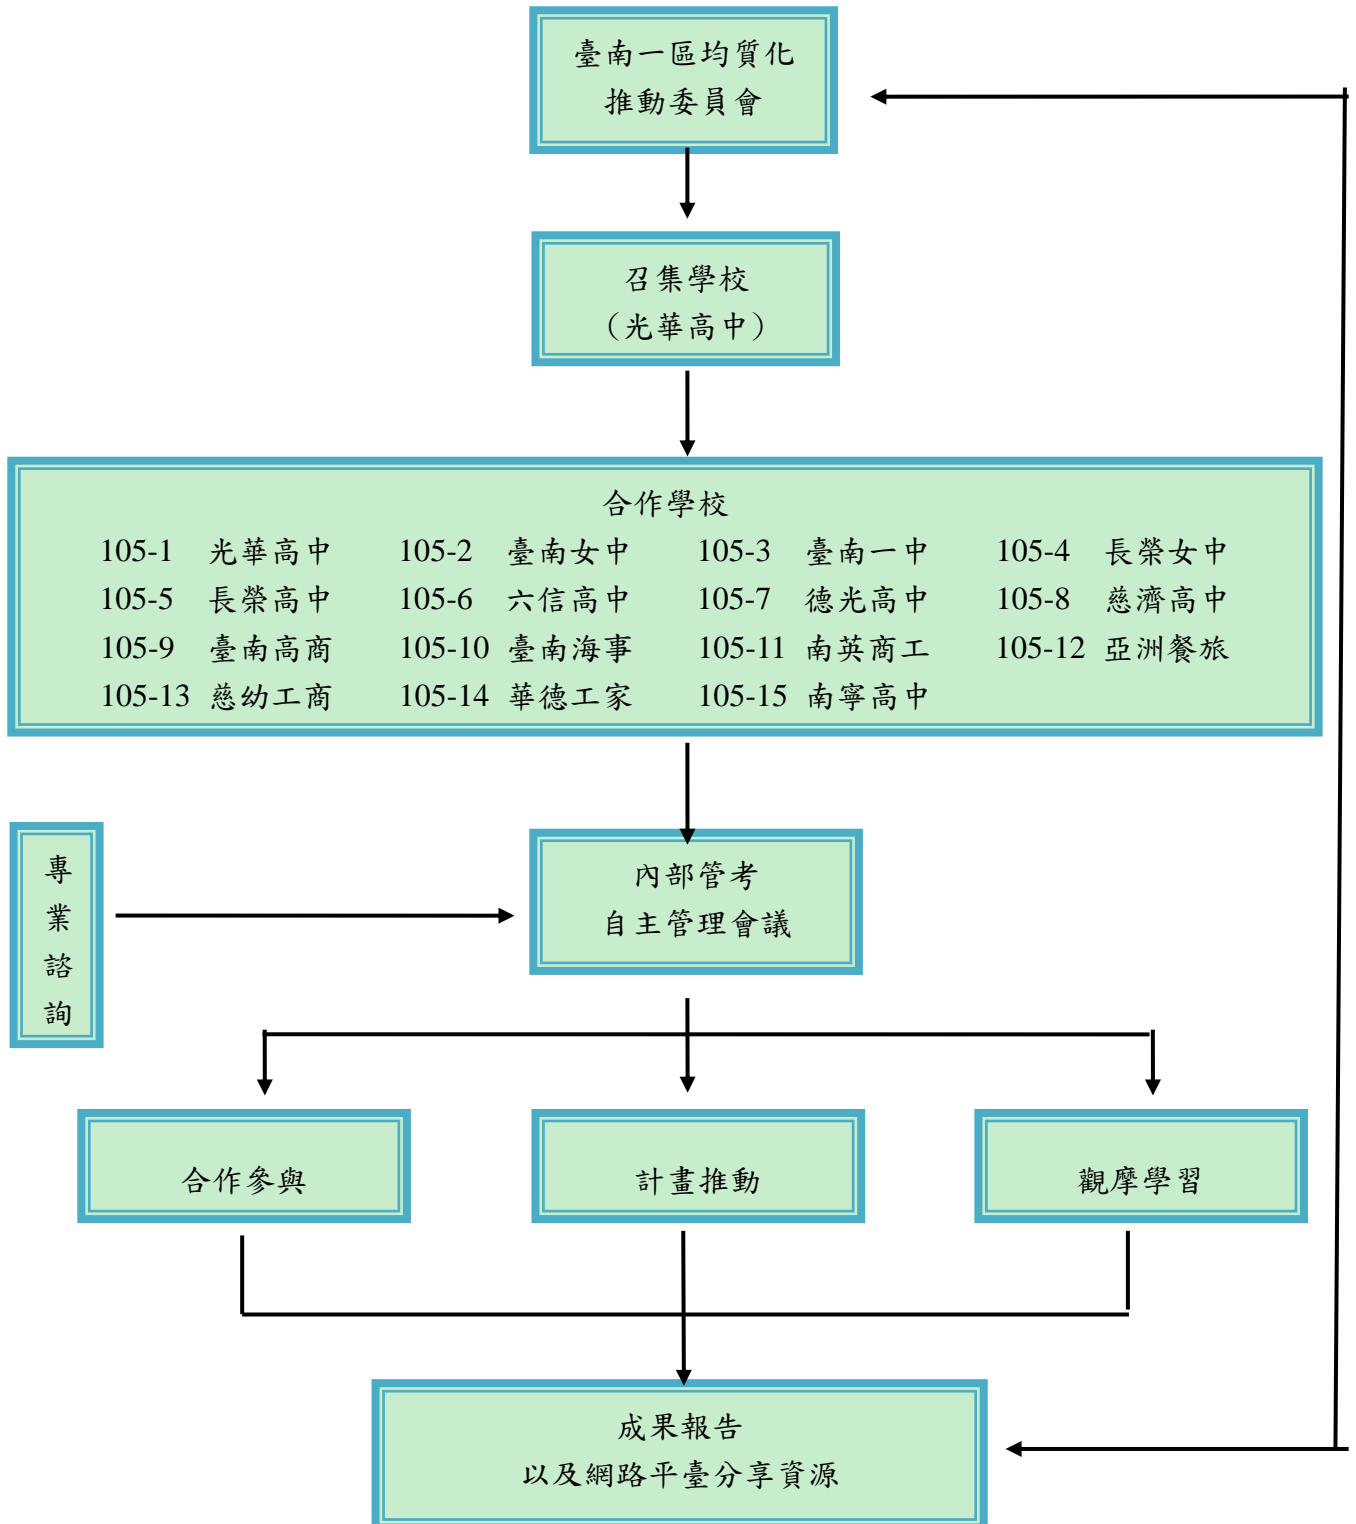 臺南一區均質化
推動委員會
召集學校
（光華高中）
合作學校
105-1 光華高中 105-2 臺南女中 105-3 臺南一中 105-4 長榮女中
105-5 長榮高中 105-6 六信高中 105-7 德光高中 105-8 慈濟高中
105-9 臺南高商 105-10 臺南海事 105-11 南英商工 105-12 亞洲餐旅
105-13 慈幼工商 105-14 華德工家 105-15 南寧高中
專
業
諮
詢
內部管考
自主管理會議
合作參與
計畫推動
觀摩學習
成果報告
以及網路平臺分享資源